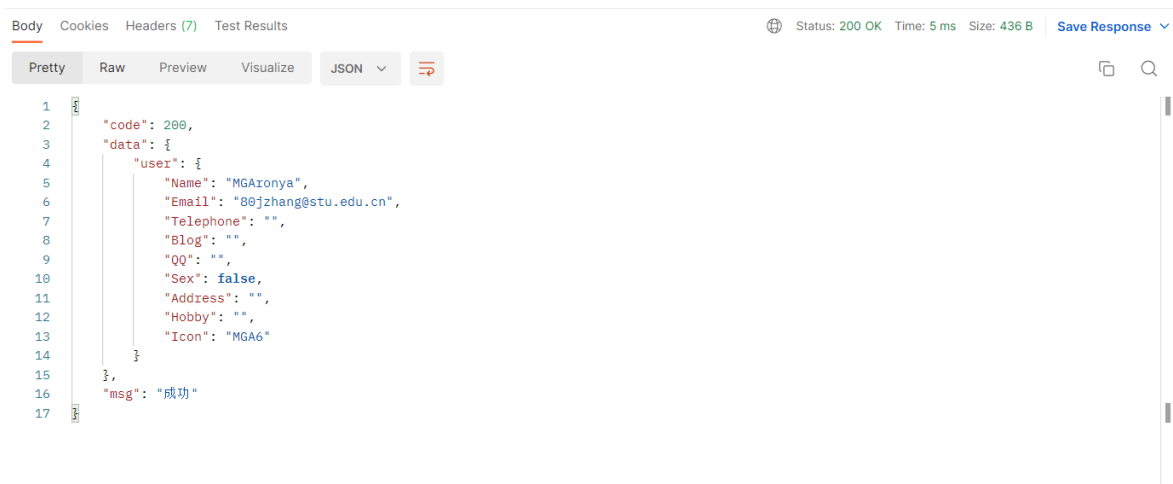 Body Cookies Headers (7) Test Results Status: 200 OK Time: 5 ms Size: 436 B Save Response
Pretty Raw Preview Visualize JSON
1 {
2 "code": 200,
3 "data": {
4 "user": {
5 "Name": "MGAronya",
6 "Email": "80jzhang@stu.edu.cn",
7 "Telephone": "",
8 "Blog": "",
9 "QQ": "",
10 "Sex": false,
11 "Address": "",
12 "Hobby": "",
13 "Icon": "MGA6"
14 }
15 },
16 "msg": "成功"
17 }